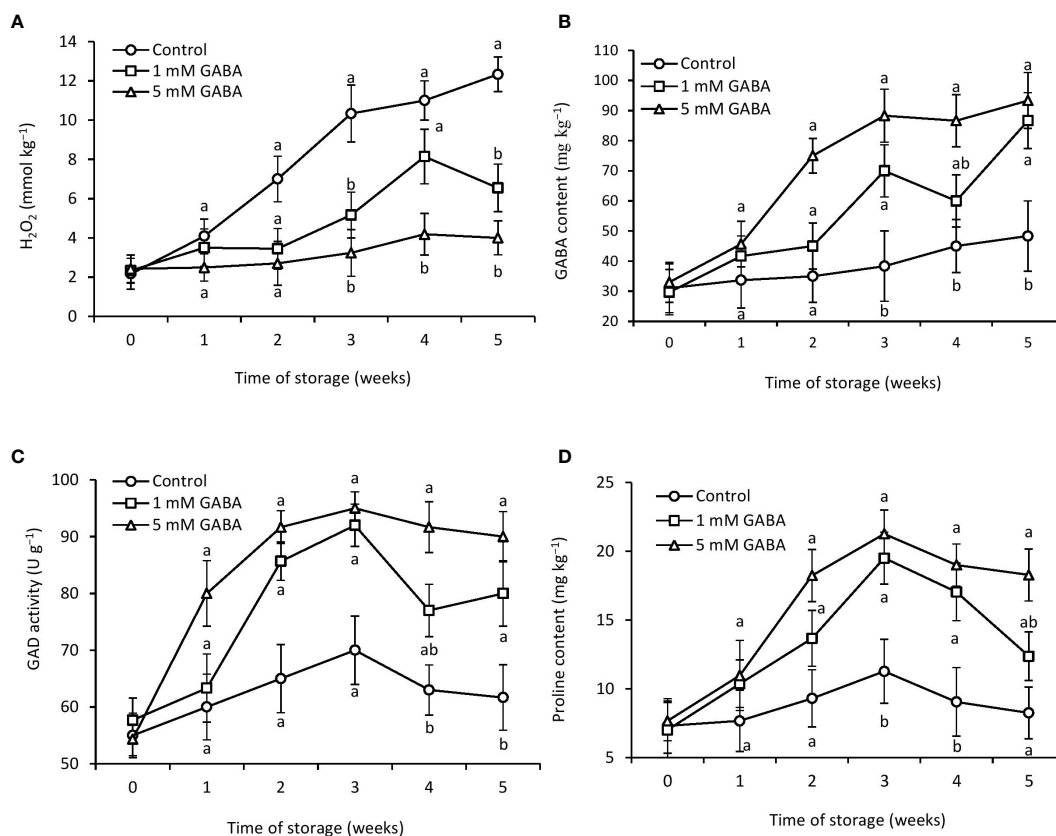 A
14
12
10
8
6
4
2
0
H₂O₂ (mmol kg⁻¹)
Control
1 mM GABA
5 mM GABA
a
a
a
a
a
a
b
b
a
a
b
b
b
0 1 2 3 4 5
Time of storage (weeks)
B
110
100
90
80
70
60
50
40
30
20
GABA content (mg kg⁻¹)
Control
1 mM GABA
5 mM GABA
a
a
a
a
a
ab
a
a
a
a
b
b
b
0 1 2 3 4 5
Time of storage (weeks)
C
100
90
80
70
60
50
GAD activity (U g⁻¹)
Control
1 mM GABA
5 mM GABA
a
a
a
a
a
a
a
a
ab
a
a
a
a
b
b
0 1 2 3 4 5
Time of storage (weeks)
D
25
20
15
10
5
Proline content (mg kg⁻¹)
Control
1 mM GABA
5 mM GABA
a
a
a
a
a
a
a
a
ab
a
a
b
b
a
0 1 2 3 4 5
Time of storage (weeks)